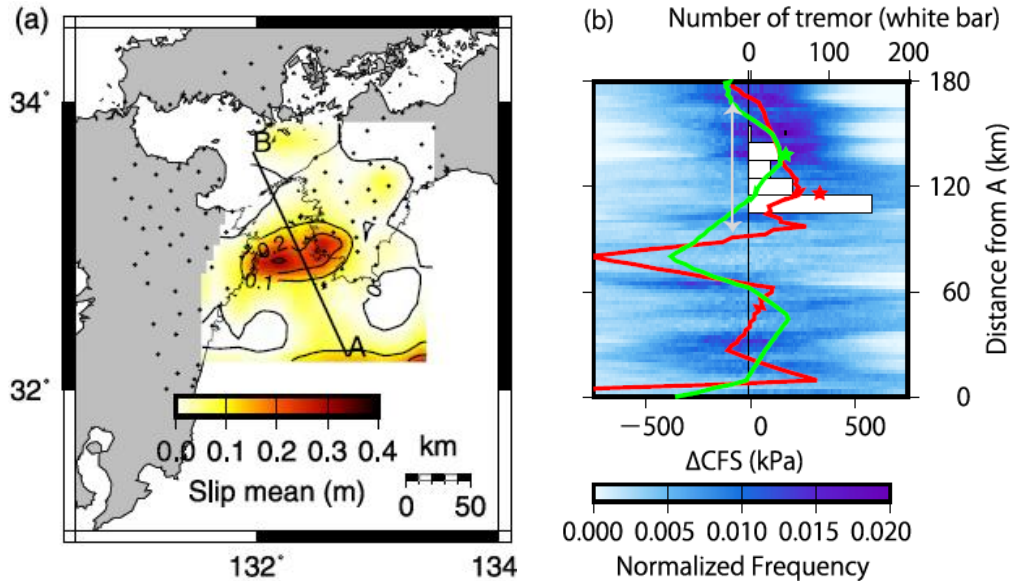 (a)
34°
32°
132°
134
B
A
0.2
0.1
0.0 0.1 0.2 0.3 0.4
Slip mean (m)
km
0 50
(b)
Number of tremor (white bar)
0 100 200
180
120
60
0
Distance from A (km)
−500 0 500
ΔCFS (kPa)
0.000 0.005 0.010 0.015 0.020
Normalized Frequency